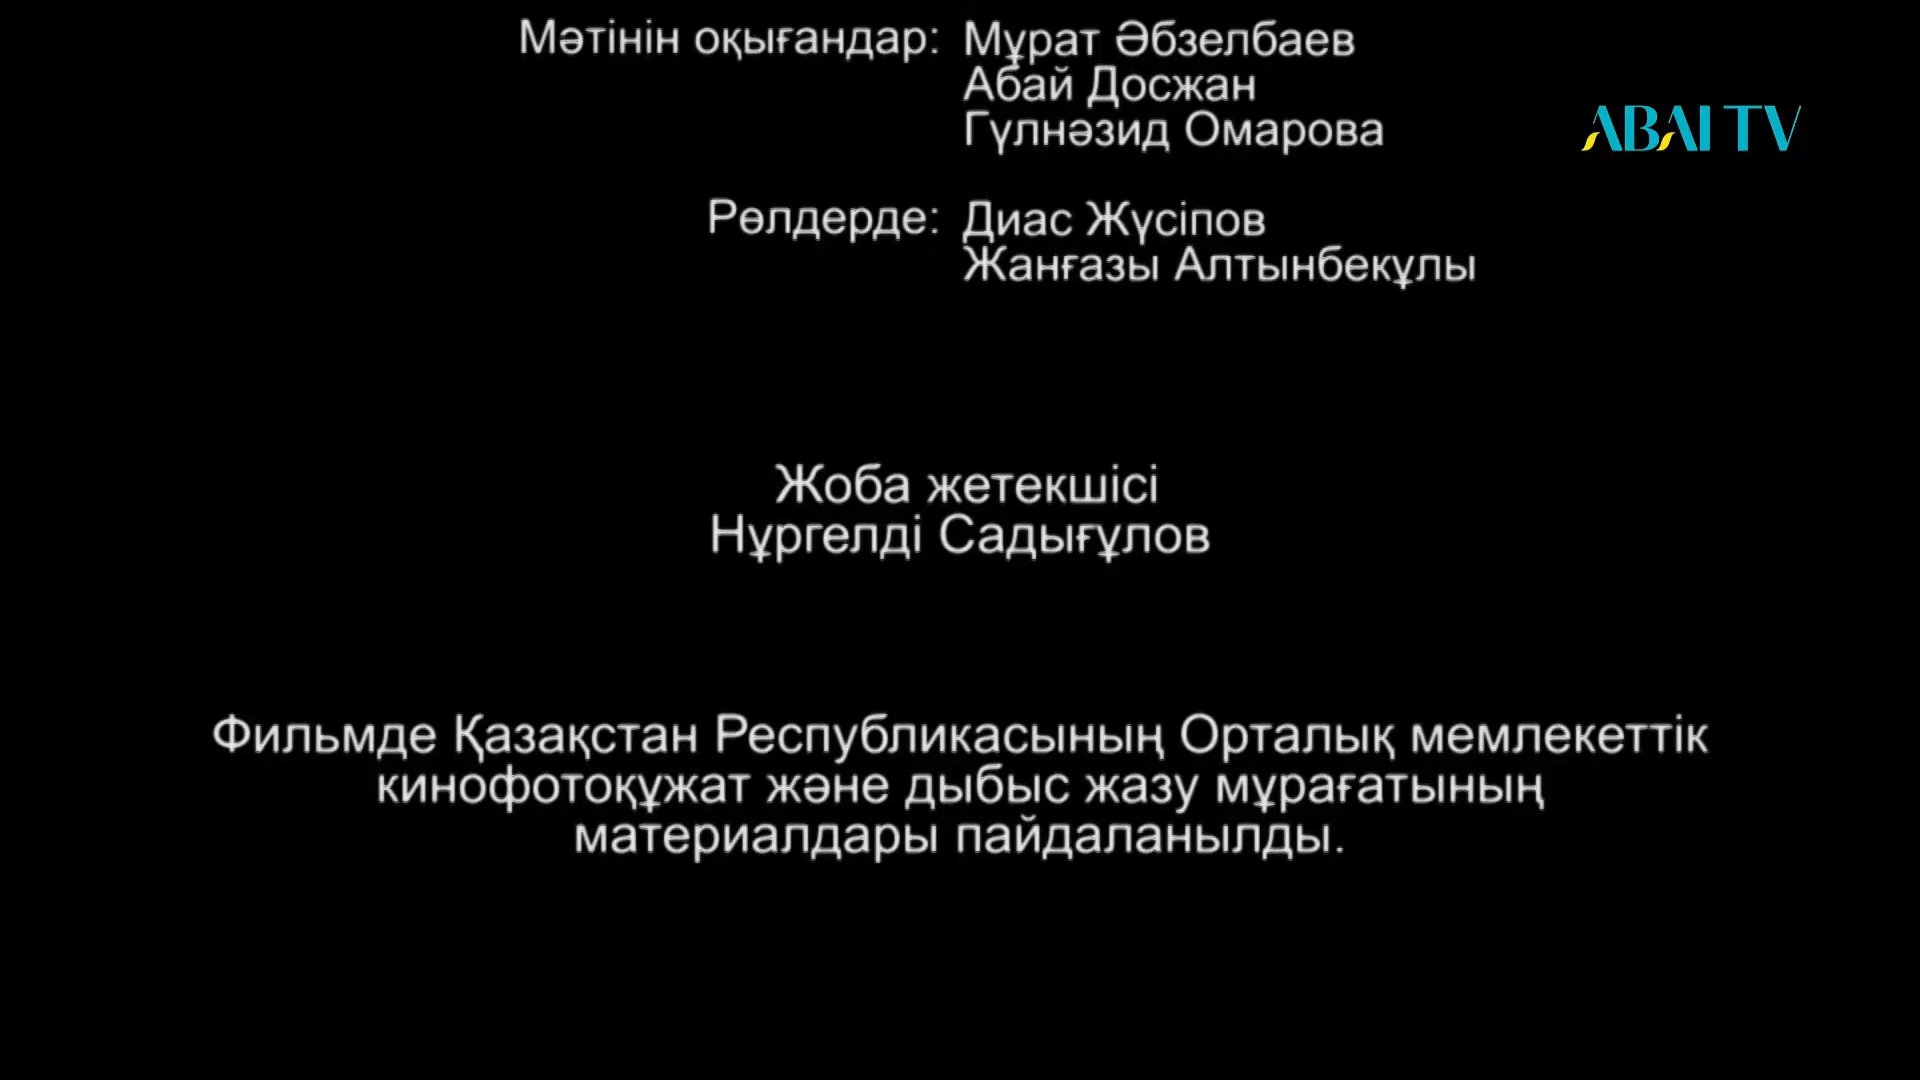 Мәтінін оқығандар: Мұрат Әбзелбаев
Абай Досжан
Гүлнәзид Омарова
ABAI TV
Рөлдерде: Диас Жүсіпов
Жанғазы Алтынбекұлы
Жоба жетекшісі
Нұргелді Садығұлов
Фильмде Қазақстан Республикасының Орталық мемлекеттік
кинофотоқұжат және дыбыс жазу мұрағатының
материалдары пайдаланылды.